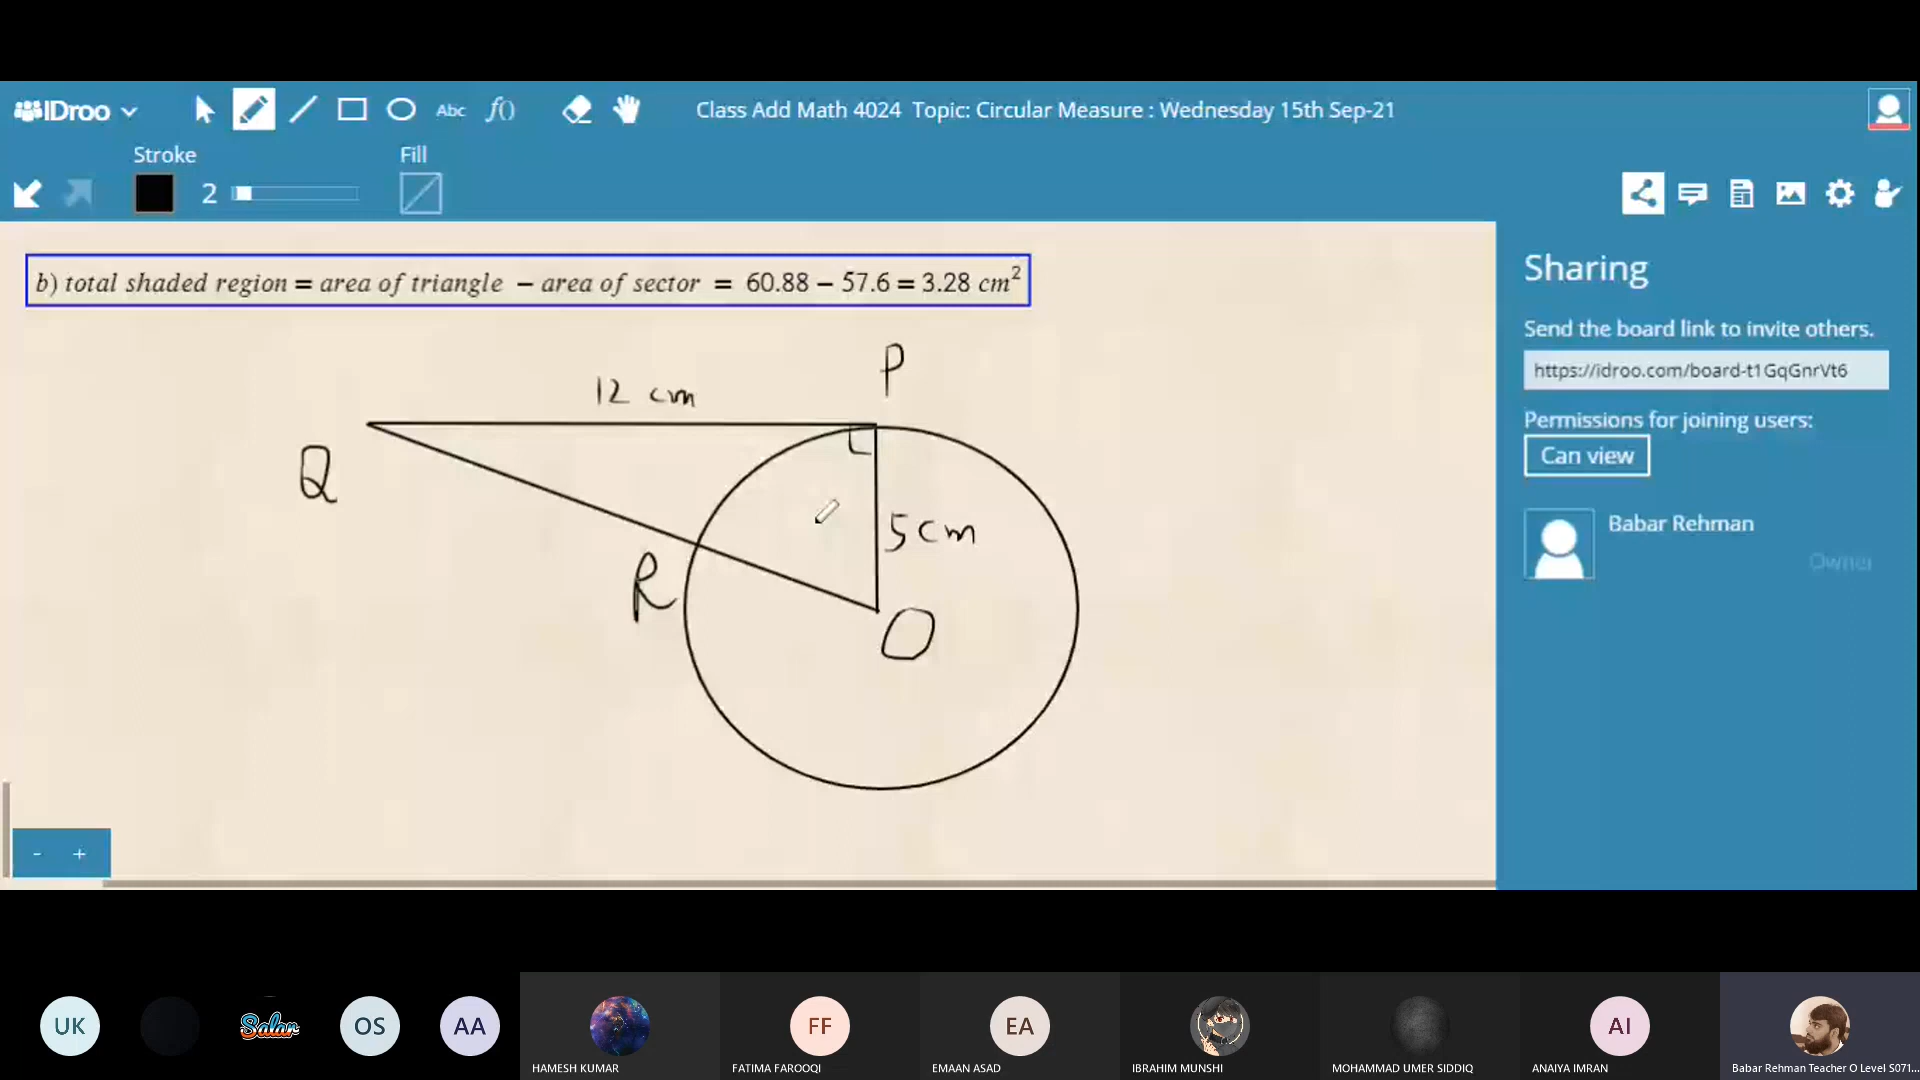 IDroo
Abc
f()
Class Add Math 4024 Topic: Circular Measure : Wednesday 15th Sep-21
Stroke
Fill
2
b) total shaded region = area of triangle − area of sector = 60.88 − 57.6 = 3.28 cm²
P
12 cm
Q
5cm
R
O
- +
Sharing
Send the board link to invite others.
https://idroo.com/board-t1GqGnrVt6
Permissions for joining users:
Can view
Babar Rehman
Owner
UK
Salar
OS
AA
FF
EA
AI
HAMESH KUMAR
FATIMA FAROOQI
EMAAN ASAD
IBRAHIM MUNSHI
MOHAMMAD UMER SIDDIQ
ANAIYA IMRAN
Babar Rehman Teacher O Level S071...